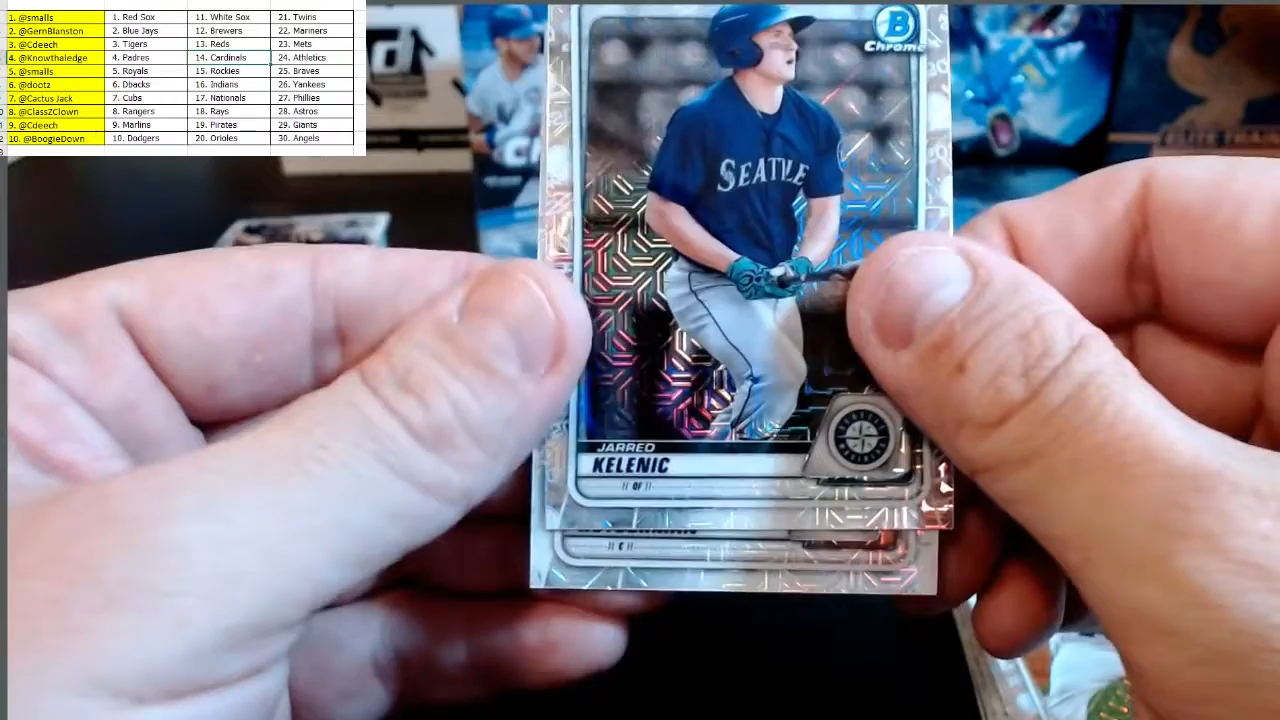 1. @smalls 1. Red Sox 11. White Sox 21. Twins
2. @GernBlanston 2. Blue Jays 12. Brewers 22. Mariners
3. @Cdeech 3. Tigers 13. Reds 23. Mets
4. @Knowthaledge 4. Padres 14. Cardinals 24. Athletics
5. @smalls 5. Royals 15. Rockies 25. Braves
6. @dootz 6. Dbacks 16. Indians 26. Yankees
7. @Cactus Jack 7. Cubs 17. Nationals 27. Phillies
8. @ClassZClown 8. Rangers 18. Rays 28. Astros
9. @Cdeech 9. Marlins 19. Pirates 29. Giants
10. @BoogieDown 10. Dodgers 20. Orioles 30. Angels
B
Chrome
SEATTLE
JARRED
KELENIC
OF
C